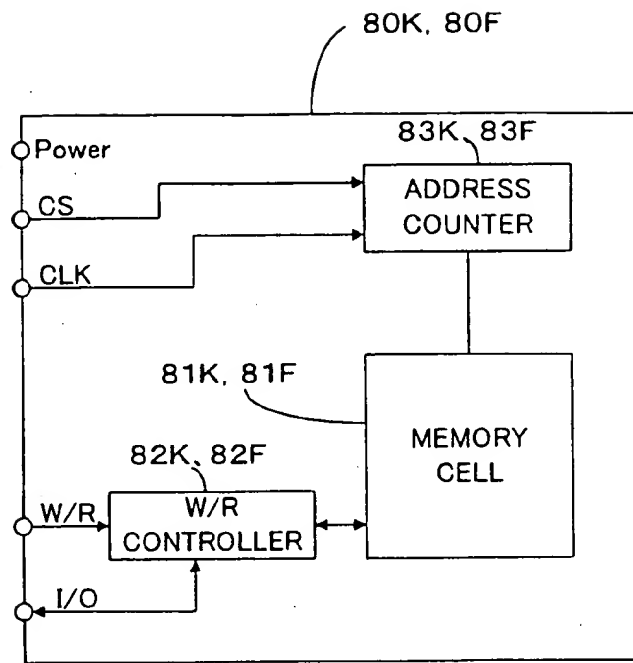 80K, 80F
Power
83K, 83F
CS
ADDRESS
COUNTER
CLK
81K, 81F
MEMORY
CELL
82K, 82F
W/R
W/R
CONTROLLER
I/O